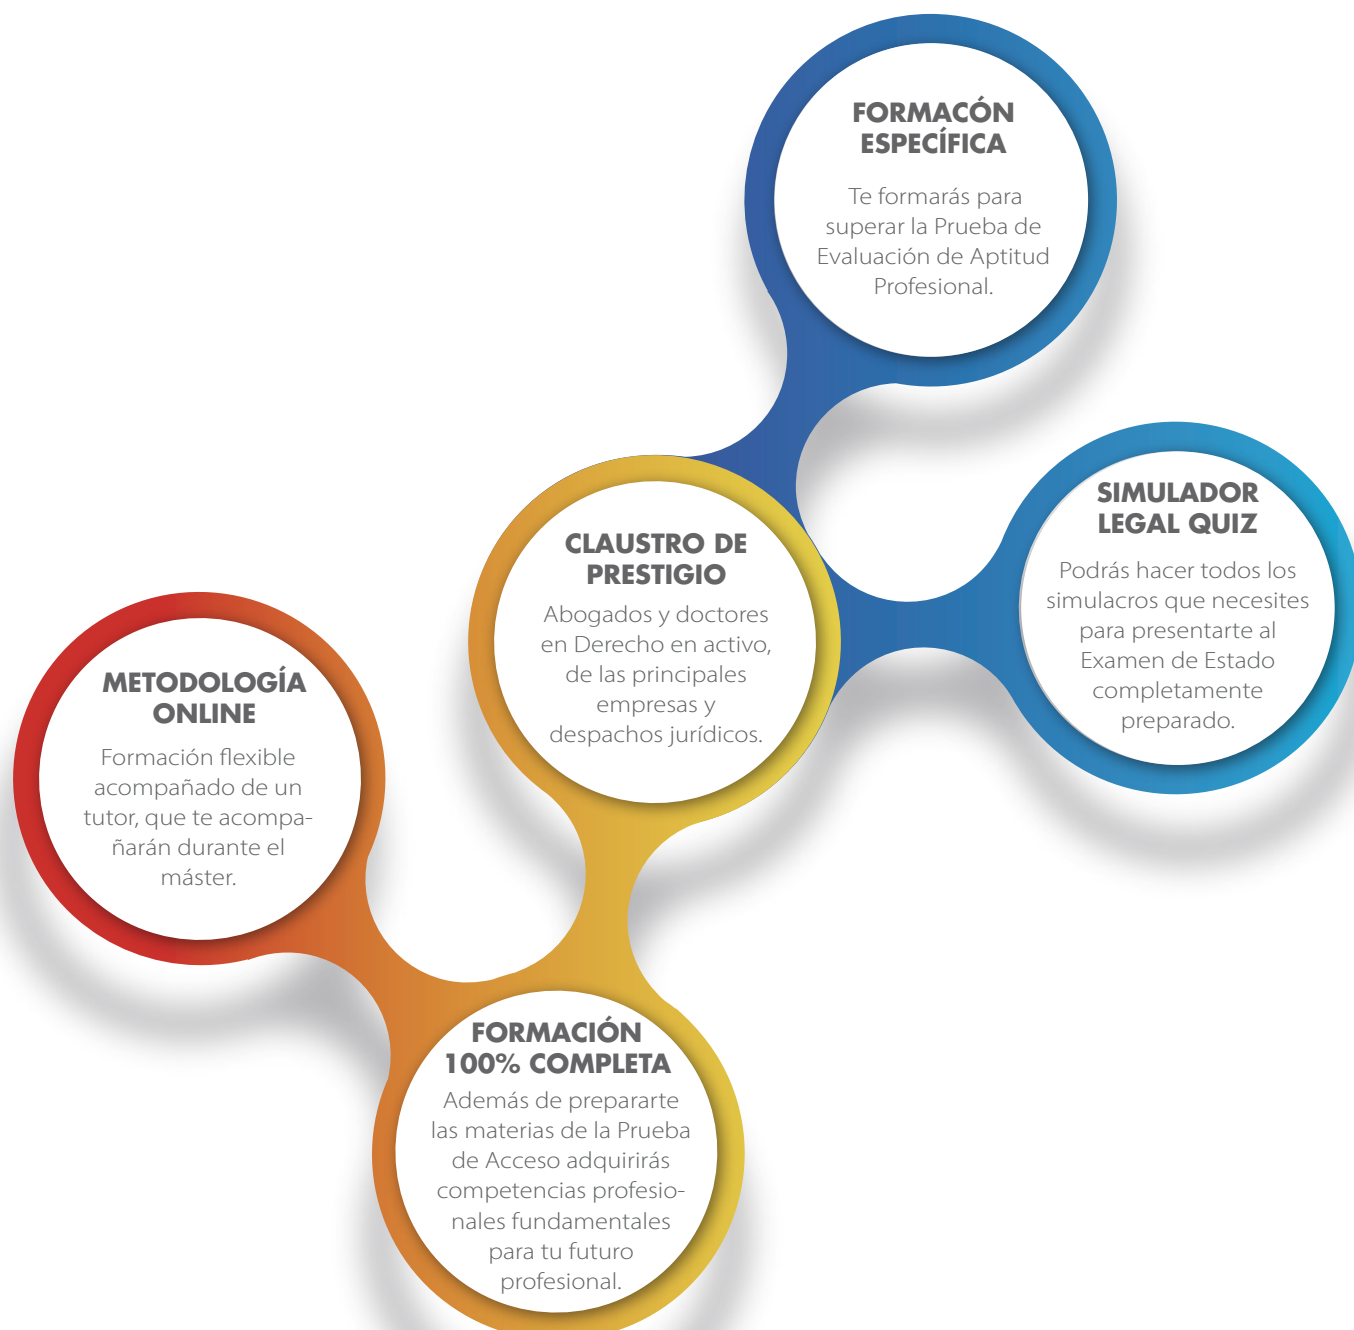 FORMACÓN
ESPECÍFICA
Te formarás para
superar la Prueba de
Evaluación de Aptitud
Profesional.
SIMULADOR
LEGAL QUIZ
Podrás hacer todos los
simulacros que necesites
para presentarte al
Examen de Estado
completamente
preparado.
CLAUSTRO DE
PRESTIGIO
Abogados y doctores
en Derecho en activo,
de las principales
empresas y
despachos jurídicos.
METODOLOGÍA
ONLINE
Formación flexible
acompañado de un
tutor, que te acompa-
ñarán durante el
máster.
FORMACIÓN
100% COMPLETA
Además de prepararte
las materias de la Prueba
de Acceso adquirirás
competencias profesio-
nales fundamentales
para tu futuro
profesional.